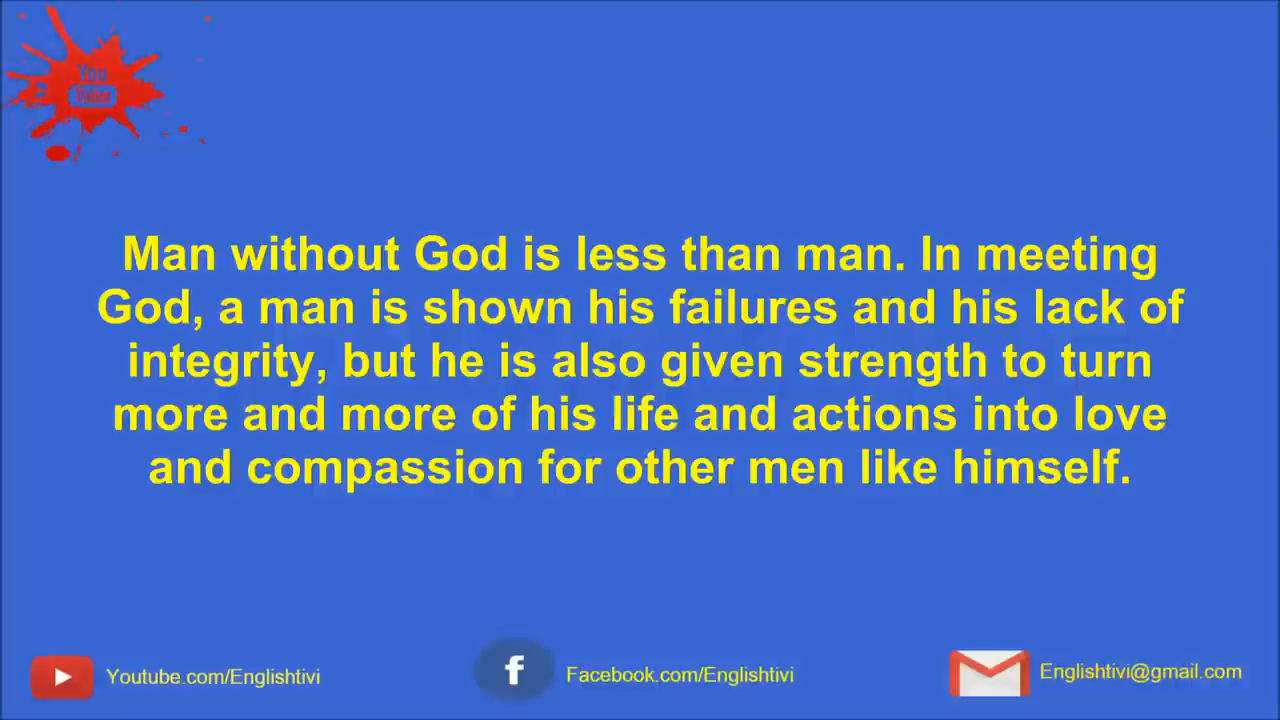 You
Man without God is less than man. In meeting
God, a man is shown his failures and his lack of
integrity, but he is also given strength to turn
more and more of his life and actions into love
and compassion for other men like himself.
Youtube.com/Englishtivi
Facebook.com/Englishtivi
Englishtivi@gmail.com